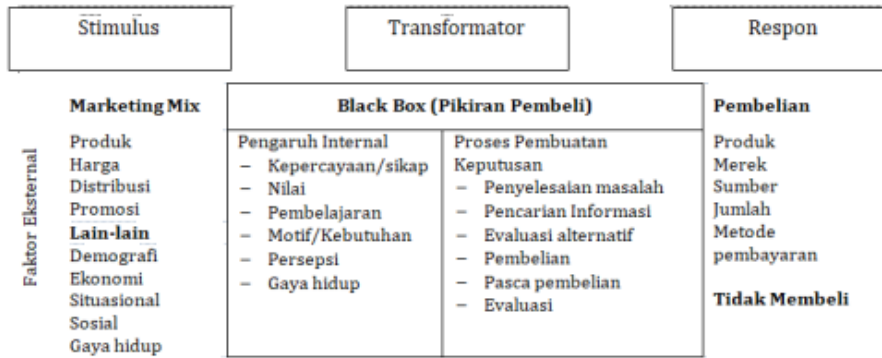 Stimulus
Transformator
Respon
Faktor Eksternal
Marketing Mix
Produk
Harga
Distribusi
Promosi
Lain-lain
Demografi
Ekonomi
Situasional
Sosial
Gaya hidup
Black Box (Pikiran Pembeli)
Pengaruh Internal
– Kepercayaan/sikap
– Nilai
– Pembelajaran
– Motif/Kebutuhan
– Persepsi
– Gaya hidup
Proses Pembuatan
Keputusan
– Penyelesaian masalah
– Pencarian Informasi
– Evaluasi alternatif
– Pembelian
– Pasca pembelian
– Evaluasi
Pembelian
Produk
Merek
Sumber
Jumlah
Metode
pembayaran
Tidak Membeli